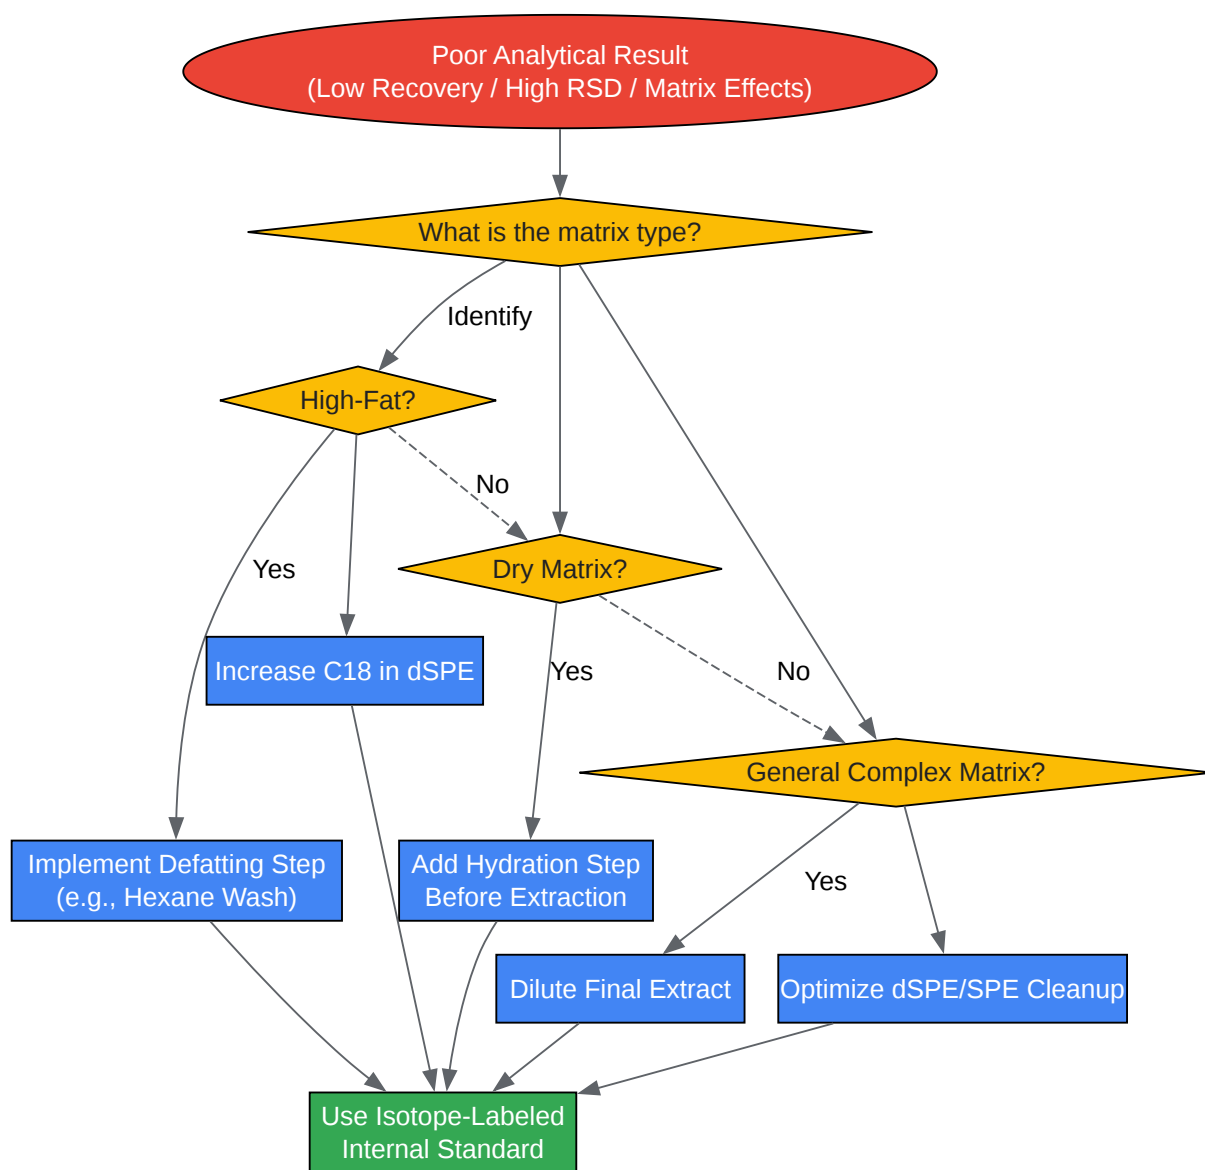 Poor Analytical Result
(Low Recovery / High RSD / Matrix Effects)
What is the matrix type?
Identify
High-Fat?
No
Yes
Dry Matrix?
Increase C18 in dSPE
Yes
No
General Complex Matrix?
Implement Defatting Step
(e.g., Hexane Wash)
Add Hydration Step
Before Extraction
Yes
Dilute Final Extract
Optimize dSPE/SPE Cleanup
Use Isotope-Labeled
Internal Standard